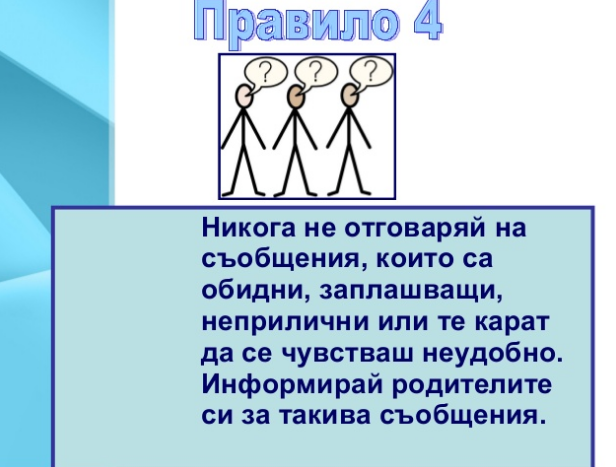 Правило 4
? ? ?
Никога не отговаряй на
съобщения, които са
обидни, заплашващи,
неприлични или те карат
да се чувстваш неудобно.
Информирай родителите
си за такива съобщения.